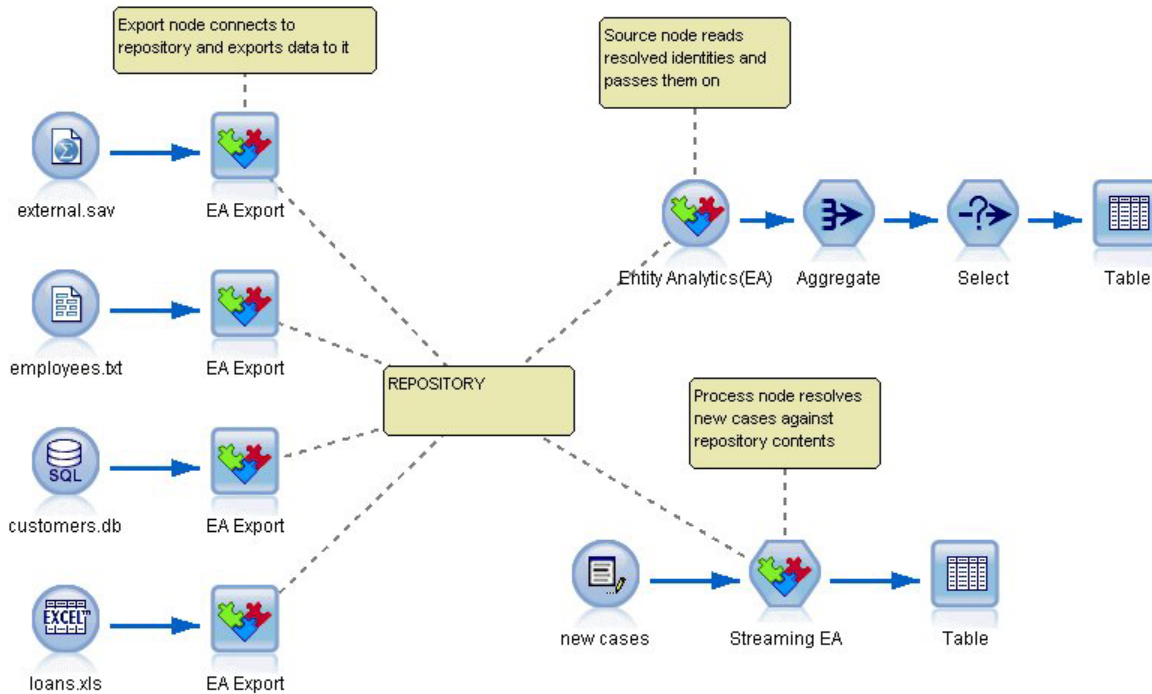 Export node connects to
repository and exports data to it
Source node reads
resolved identities and
passes them on
external.sav
EA Export
Entity Analytics(EA)
Aggregate
Select
Table
employees.txt
EA Export
REPOSITORY
Process node resolves
new cases against
repository contents
SQL
customers.db
EA Export
new cases
Streaming EA
Table
EXCEL™
loans.xls
EA Export